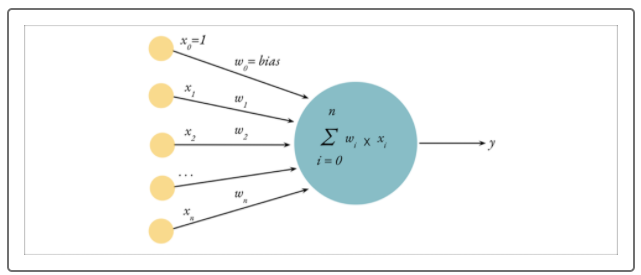 x₀=1
w₀= bias
x₁
w₁
x₂
w₂
...
xₙ
wₙ
n
∑ wᵢ × xᵢ
i = 0
y